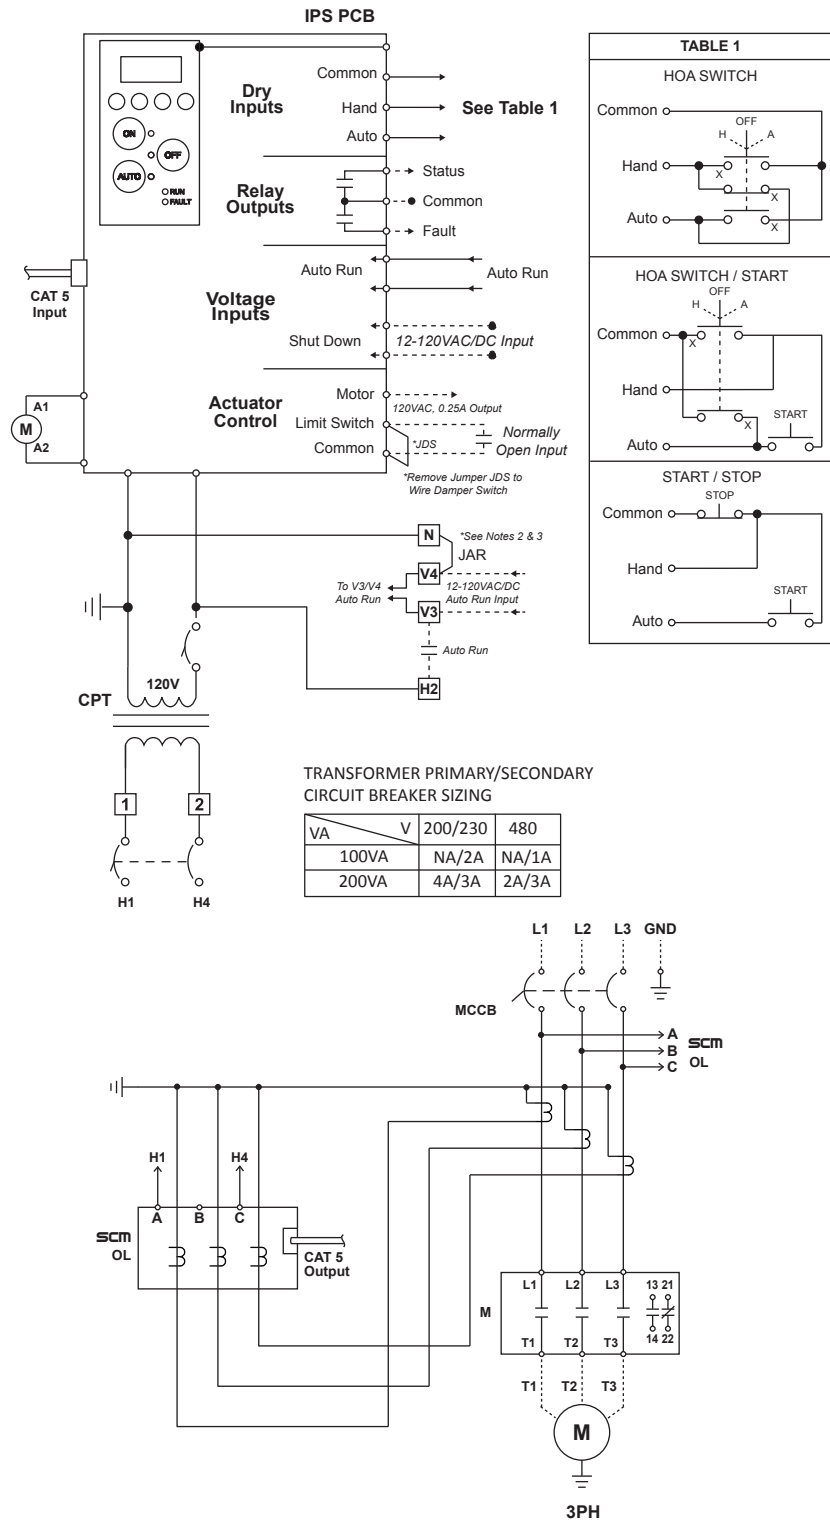 IPS PCB
Common
Dry
Inputs
Hand
See Table 1
Auto
ON
OFF
AUTO
RUN
FAULT
Relay
Outputs
Status
Common
Fault
CAT 5
Input
Auto Run
Auto Run
Voltage
Inputs
Shut Down
12-120VAC/DC Input
Actuator
Control
Motor
120VAC, 0.25A Output
Limit Switch
*JDS
Common
Normally
Open Input
*Remove Jumper JDS to
Wire Damper Switch
A1
M
A2
TABLE 1
HOA SWITCH
Common
OFF
H
A
Hand
X
X
Auto
X
HOA SWITCH / START
OFF
H
A
Common
X
Hand
START
X
Auto
START / STOP
STOP
Common
Hand
START
Auto
N
*See Notes 2 & 3
JAR
V4
To V3/V4
Auto Run
12-120VAC/DC
Auto Run Input
V3
Auto Run
H2
120V
CPT
1
2
H1
H4
TRANSFORMER PRIMARY/SECONDARY
CIRCUIT BREAKER SIZING
VA V 200/230 480
100VA NA/2A NA/1A
200VA 4A/3A 2A/3A
L1 L2 L3 GND
MCCB
A
B
C
SCM
OL
H1
H4
A B C
SCM
OL
CAT 5
Output
L1 L2 L3 13 21
M
T1 T2 T3 14 22
T1 T2 T3
M
3PH